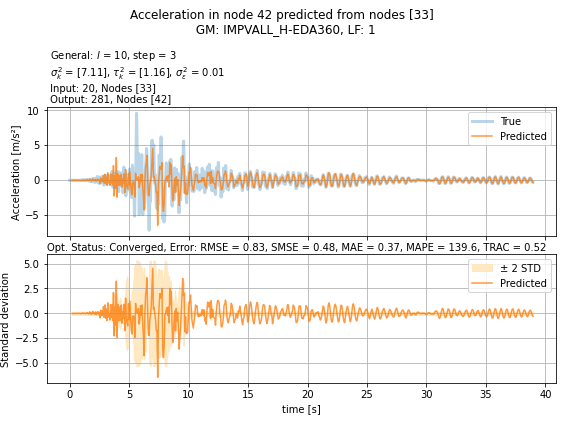 Acceleration in node 42 predicted from nodes [33]
GM: IMPVALL_H-EDA360, LF: 1
General: l = 10, step = 3
σ²ₖ = [7.11], τ²ₖ = [1.16], σ²ε = 0.01
Input: 20, Nodes [33]
Output: 281, Nodes [42]
Acceleration [m/s²]
10
5
0
−5
True
Predicted
Opt. Status: Converged, Error: RMSE = 0.83, SMSE = 0.48, MAE = 0.37, MAPE = 139.6, TRAC = 0.52
Standard deviation
5.0
2.5
0.0
−2.5
−5.0
± 2 STD
Predicted
0 5 10 15 20 25 30 35 40
time [s]